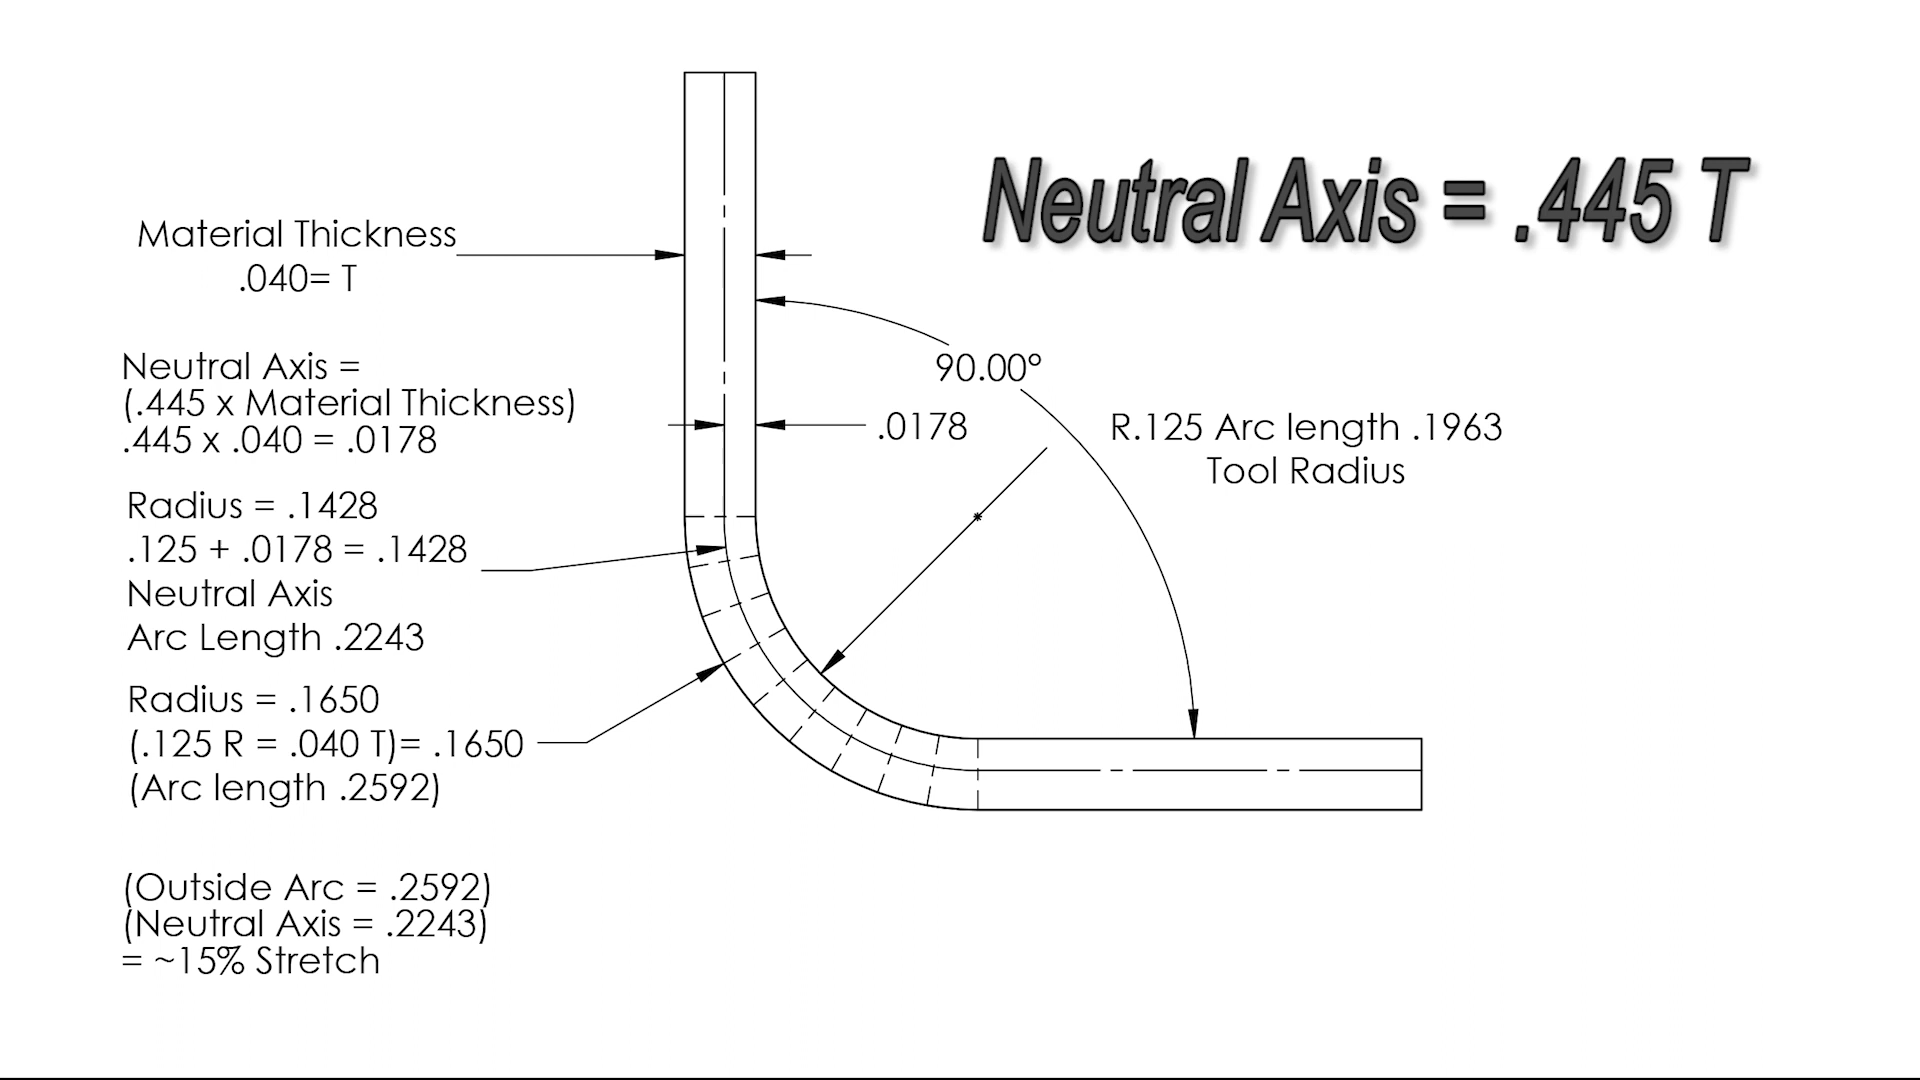 Neutral Axis = .445 T
Material Thickness
.040= T
Neutral Axis =
(.445 x Material Thickness)
.445 x .040 = .0178
90.00°
.0178
R.125 Arc length .1963
Tool Radius
Radius = .1428
.125 + .0178 = .1428
Neutral Axis
Arc Length .2243
Radius = .1650
(.125 R = .040 T)= .1650
(Arc length .2592)
(Outside Arc = .2592)
(Neutral Axis = .2243)
= ~15% Stretch